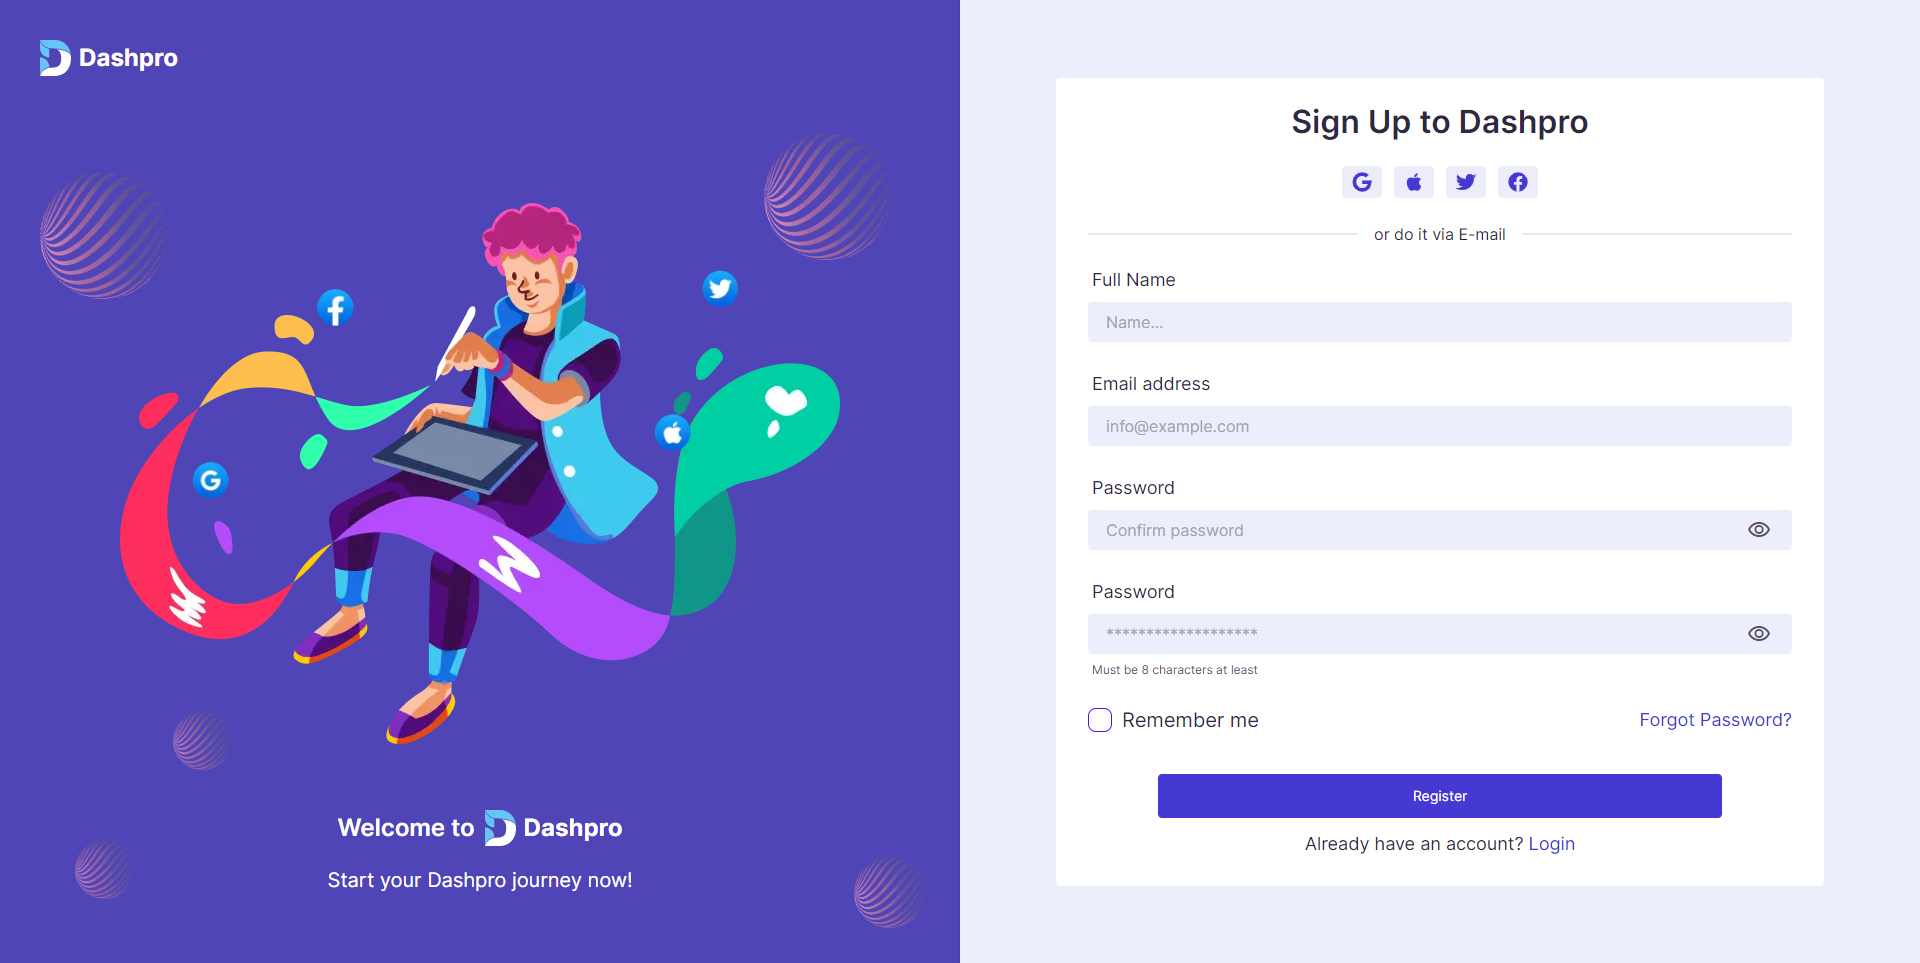 Dashpro
Welcome to Dashpro
Start your Dashpro journey now!
Sign Up to Dashpro
or do it via E-mail
Full Name
Name...
Email address
info@example.com
Password
Confirm password
Password
*******************
Must be 8 characters at least
Remember me
Forgot Password?
Register
Already have an account? Login